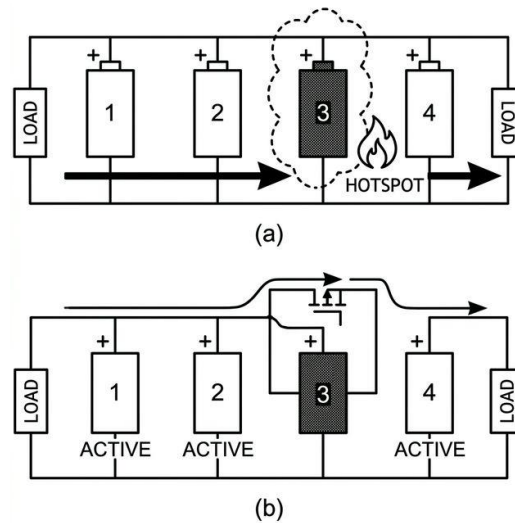 + + + +
LOAD 1 2 3 4 LOAD
HOTSPOT
(a)
+ + + +
LOAD 1 2 3 4 LOAD
ACTIVE ACTIVE ACTIVE
(b)